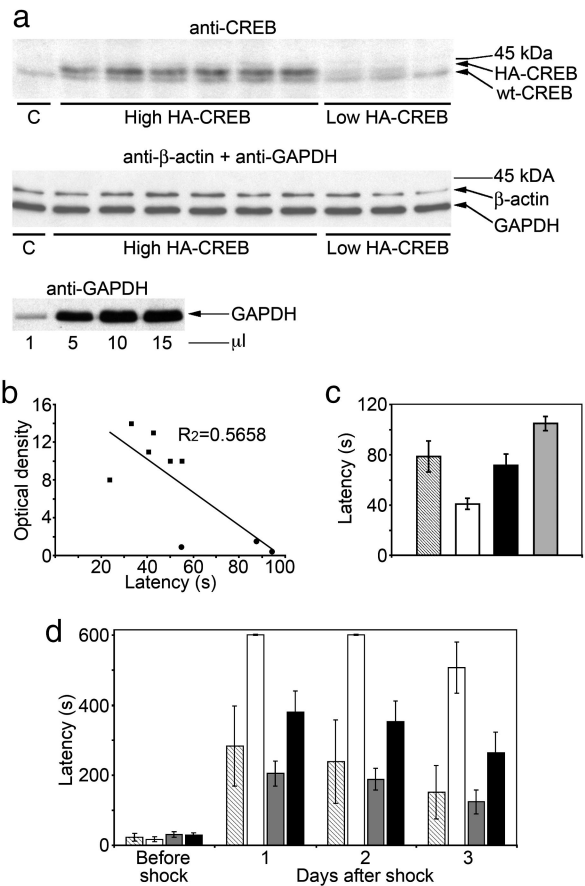 a
anti-CREB
45 kDa
HA-CREB
wt-CREB
C High HA-CREB Low HA-CREB
anti-β-actin + anti-GAPDH
45 kDA
β-actin
GAPDH
C High HA-CREB Low HA-CREB
anti-GAPDH
GAPDH
1 5 10 15 μl
b
Optical density
16
12
8
4
0
R2=0.5658
20 40 60 80 100
Latency (s)
c
Latency (s)
120
80
40
0
d
Latency (s)
600
400
200
0
Before shock 1 2 3
Days after shock